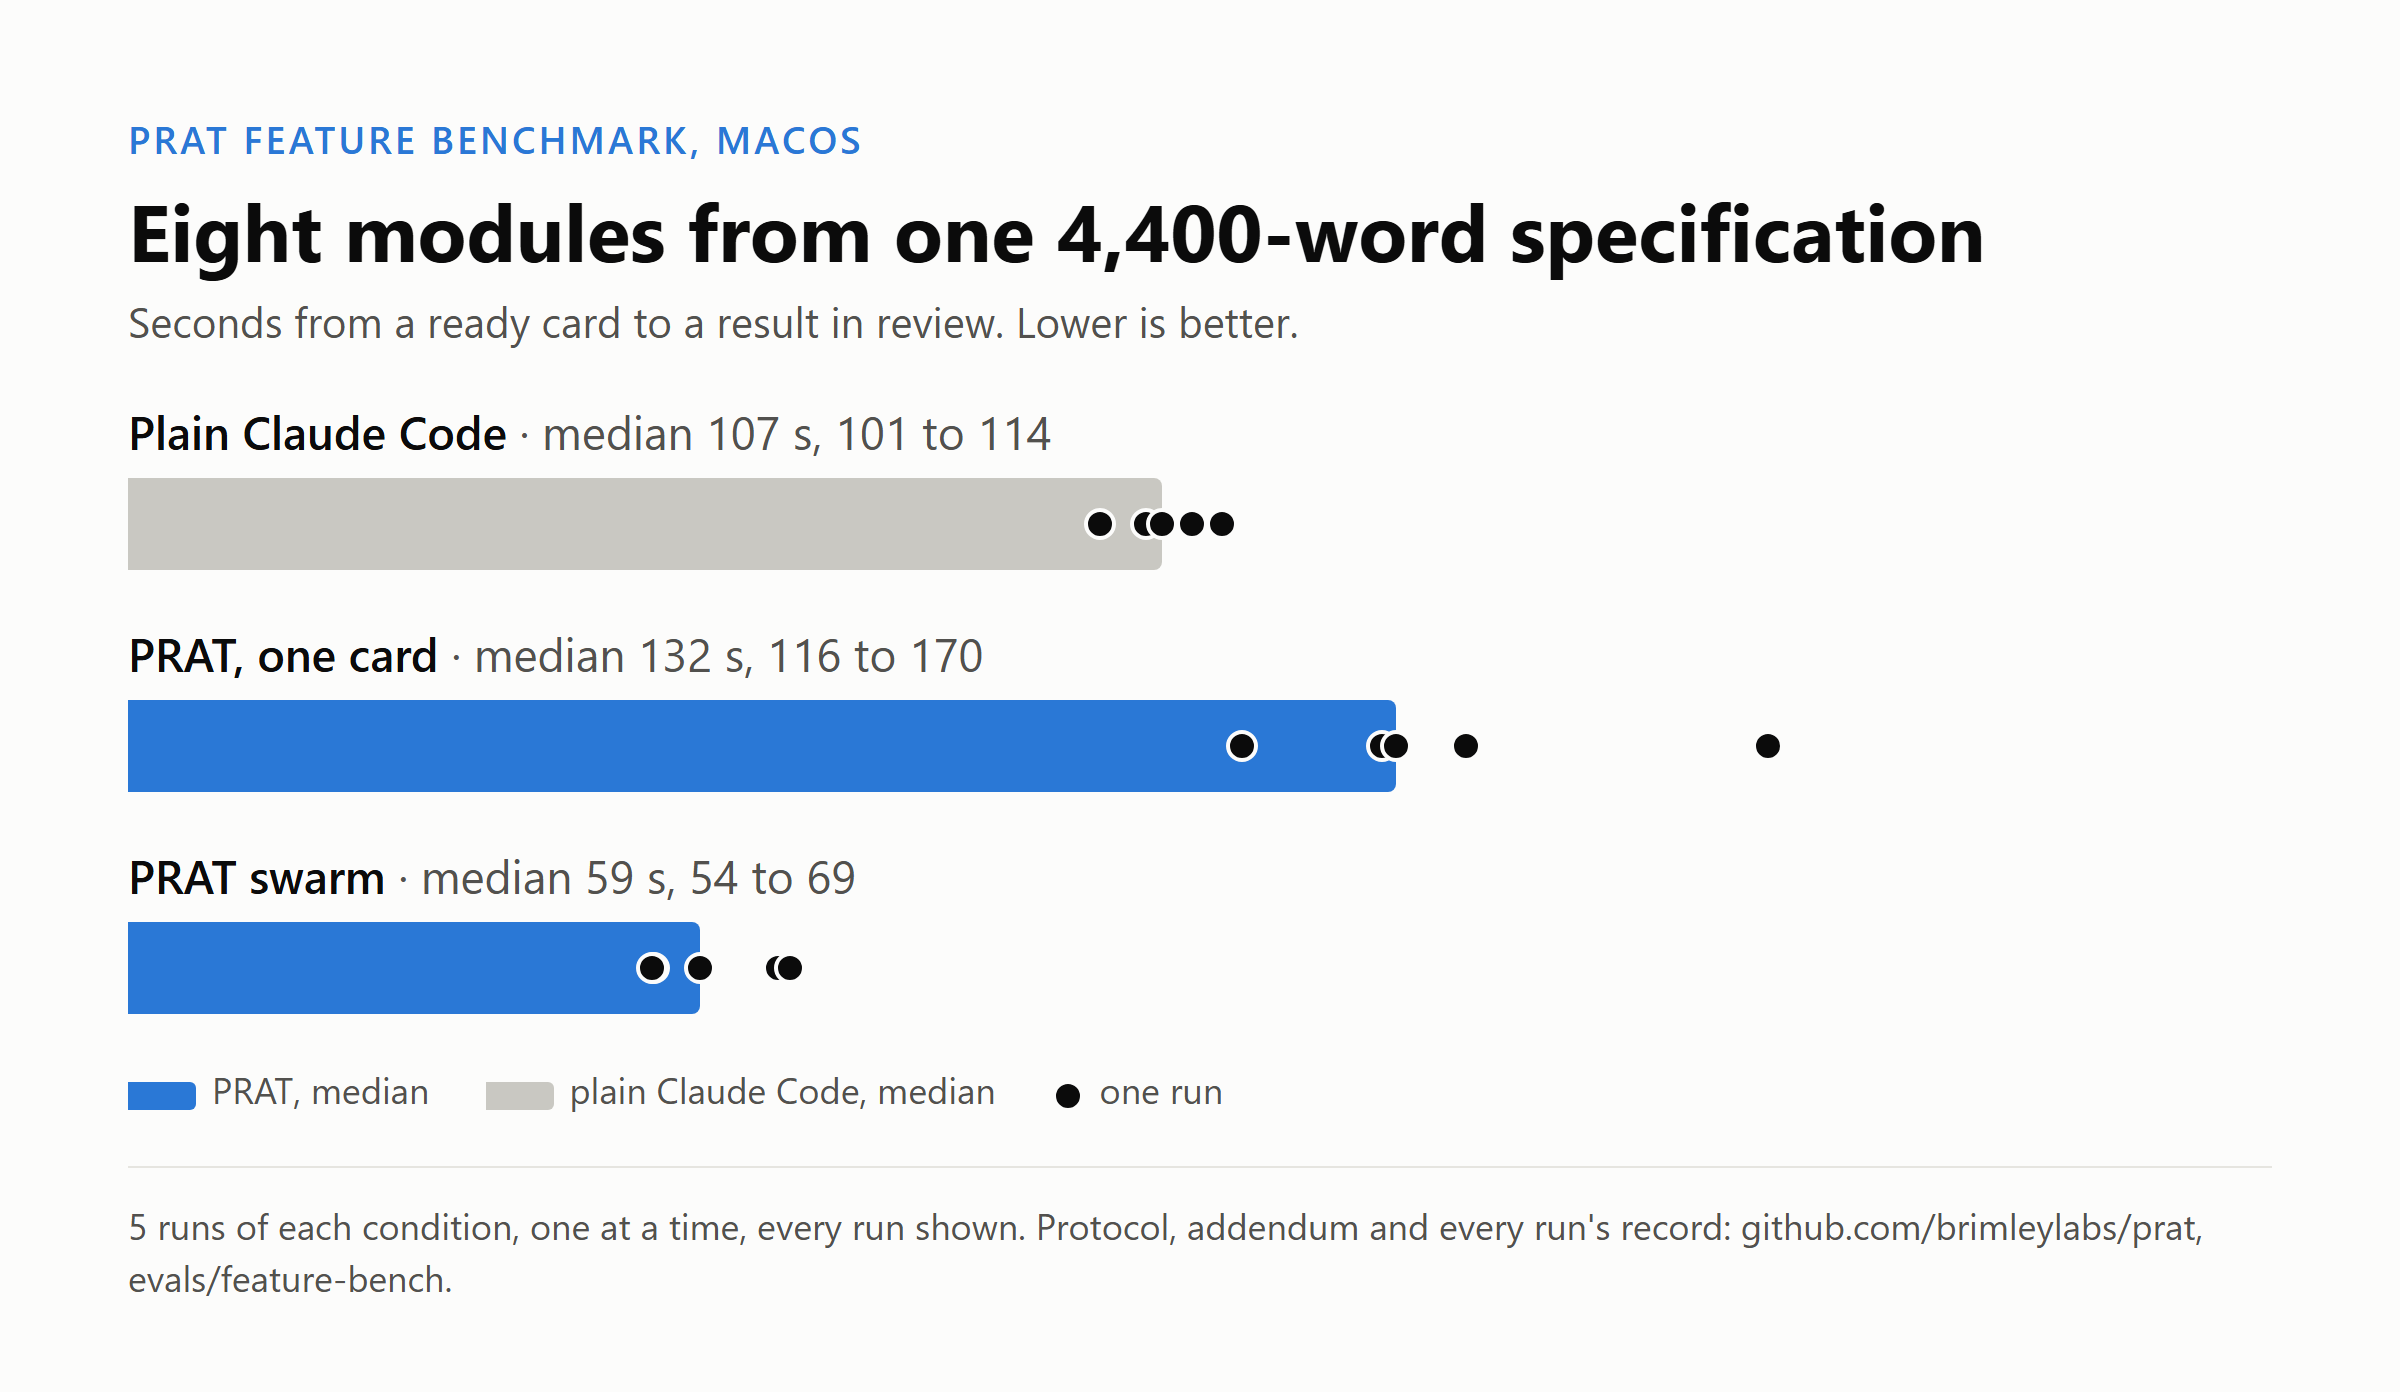 PRAT FEATURE BENCHMARK, MACOS
Eight modules from one 4,400-word specification
Seconds from a ready card to a result in review. Lower is better.
Plain Claude Code · median 107 s, 101 to 114
PRAT, one card · median 132 s, 116 to 170
PRAT swarm · median 59 s, 54 to 69
PRAT, median
plain Claude Code, median
one run
5 runs of each condition, one at a time, every run shown. Protocol, addendum and every run's record: github.com/brimleylabs/prat,
evals/feature-bench.